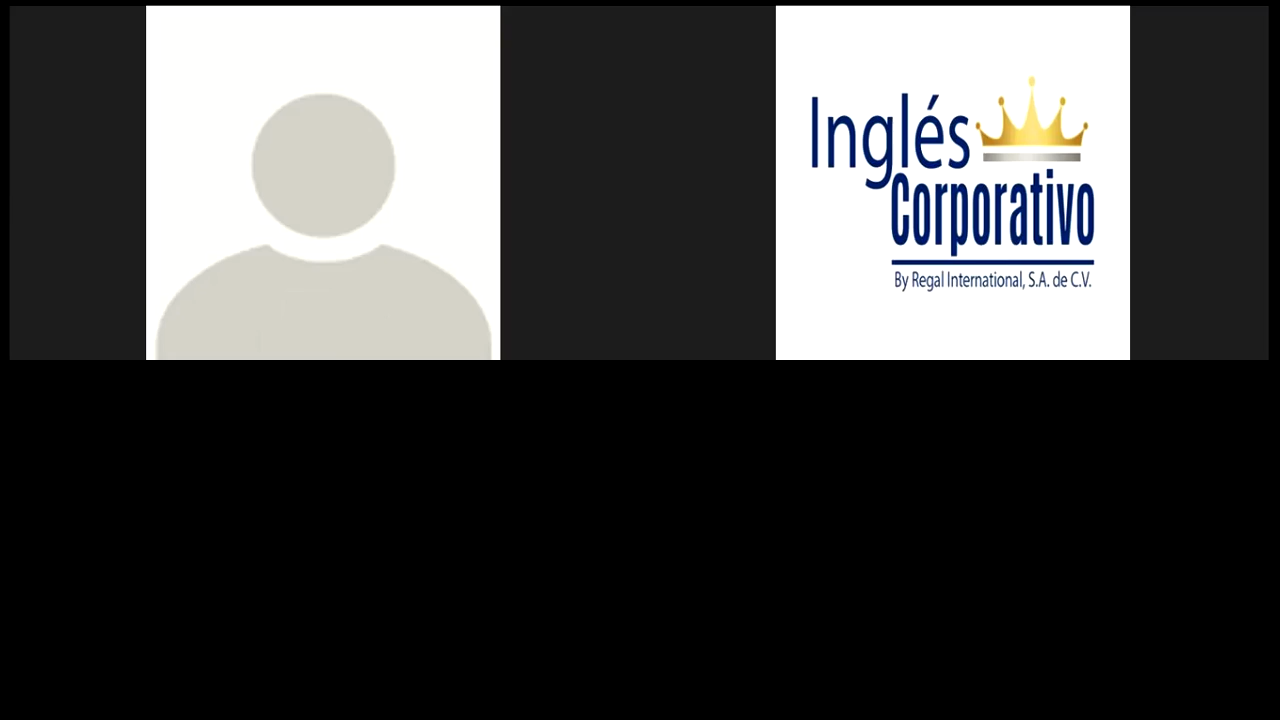 Inglés
Corporativo
By Regal International, S.A. de C.V.